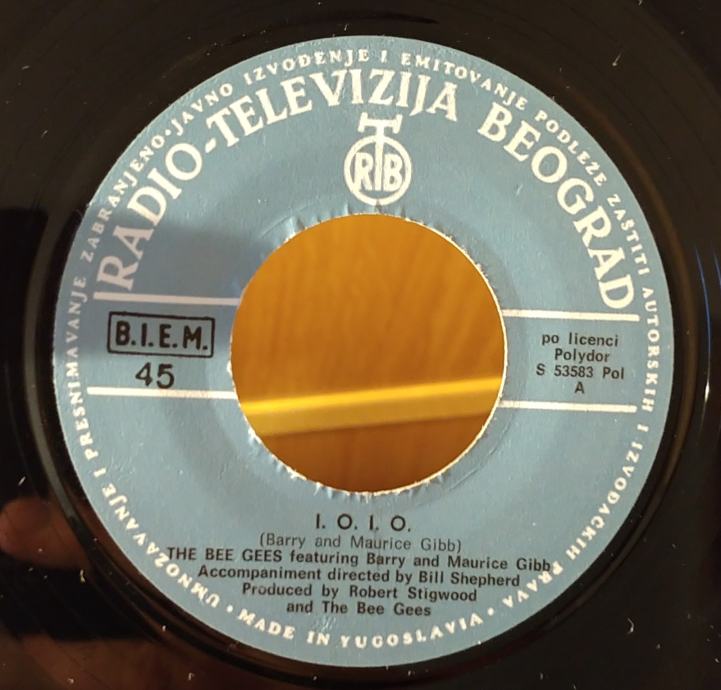 UMNOŽAVANJE I PRESNIMAVANJE ZABRANJENO • JAVNO IZVOĐENJE I EMITOVANJE PODLEŽE ZAŠTITI AUTORSKIH I IZVOĐAČKIH PRAVA • MADE IN YUGOSLAVIA •
RADIO-TELEVIZIJA BEOGRAD
RTB
B.I.E.M.
45
po licenci
Polydor
S 53583 Pol
A
I. O. I. O.
(Barry and Maurice Gibb)
THE BEE GEES featuring Barry and Maurice Gibb
Accompaniment directed by Bill Shepherd
Produced by Robert Stigwood
and The Bee Gees